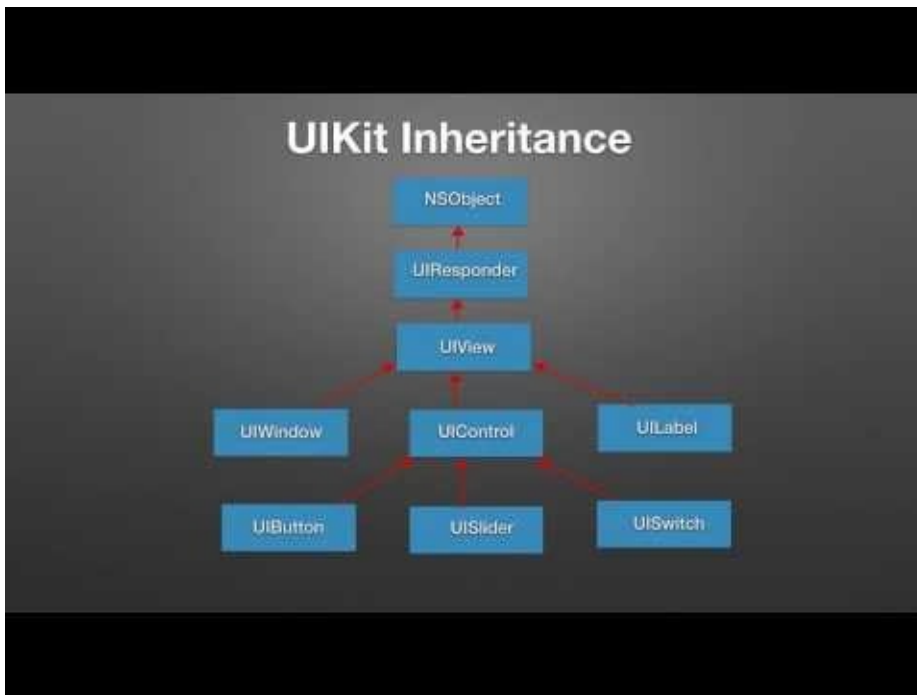 UIKit Inheritance
NSObject
UIResponder
UIView
UIWindow
UIControl
UILabel
UIButton
UISlider
UISwitch